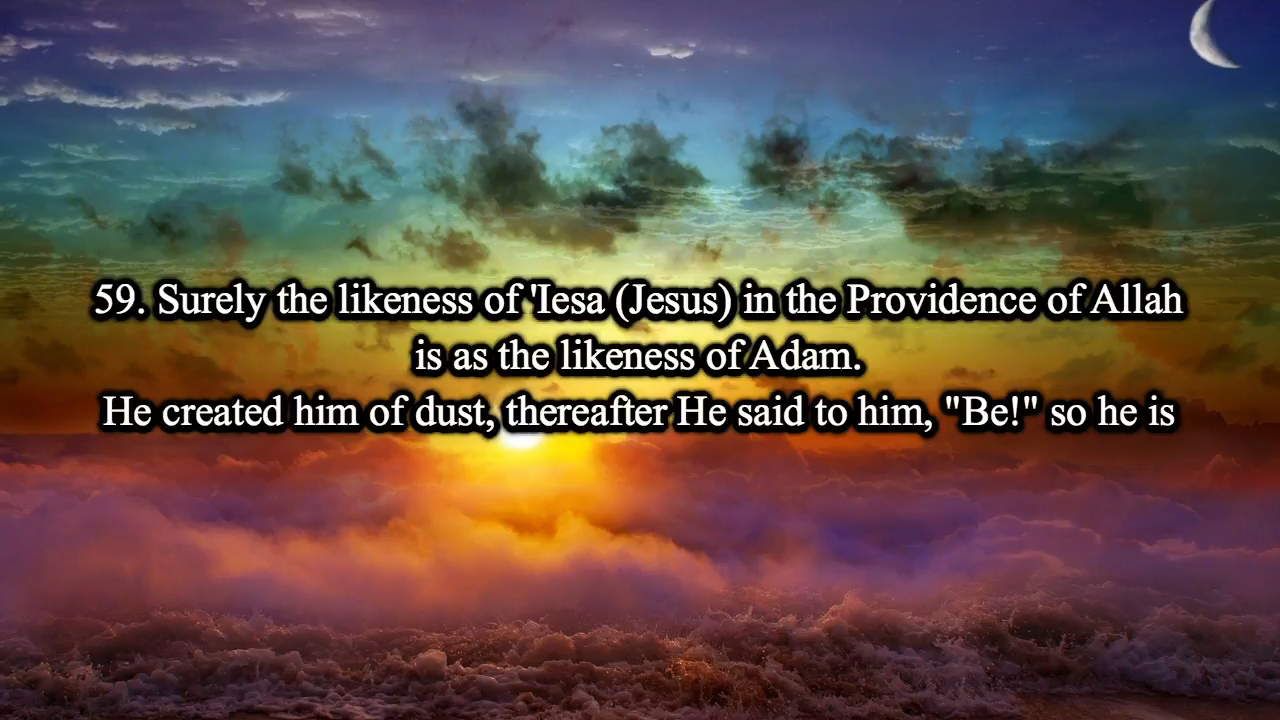 59. Surely the likeness of 'Iesa (Jesus) in the Providence of Allah
is as the likeness of Adam.
He created him of dust, thereafter He said to him, "Be!" so he is